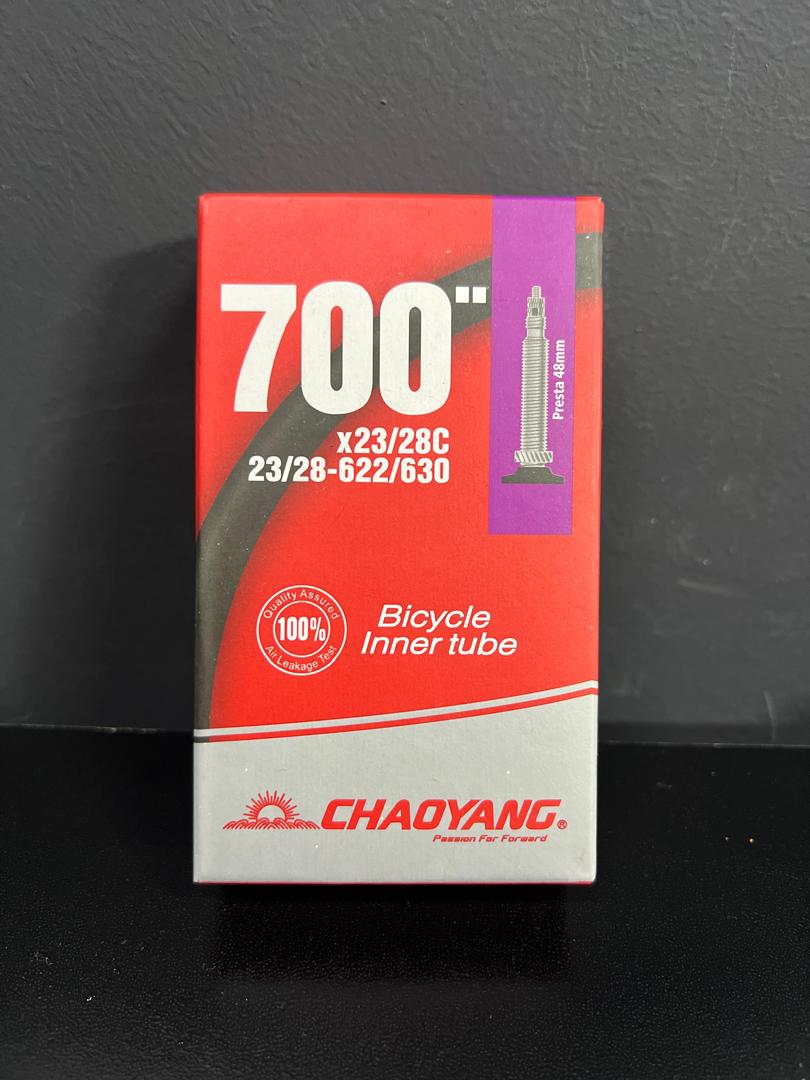 700"
x23/28C
23/28-622/630
Presta 48mm
Quality Assured
100%
Air Leakage Test
Bicycle
Inner tube
CHAOYANG®
Passion For Forward